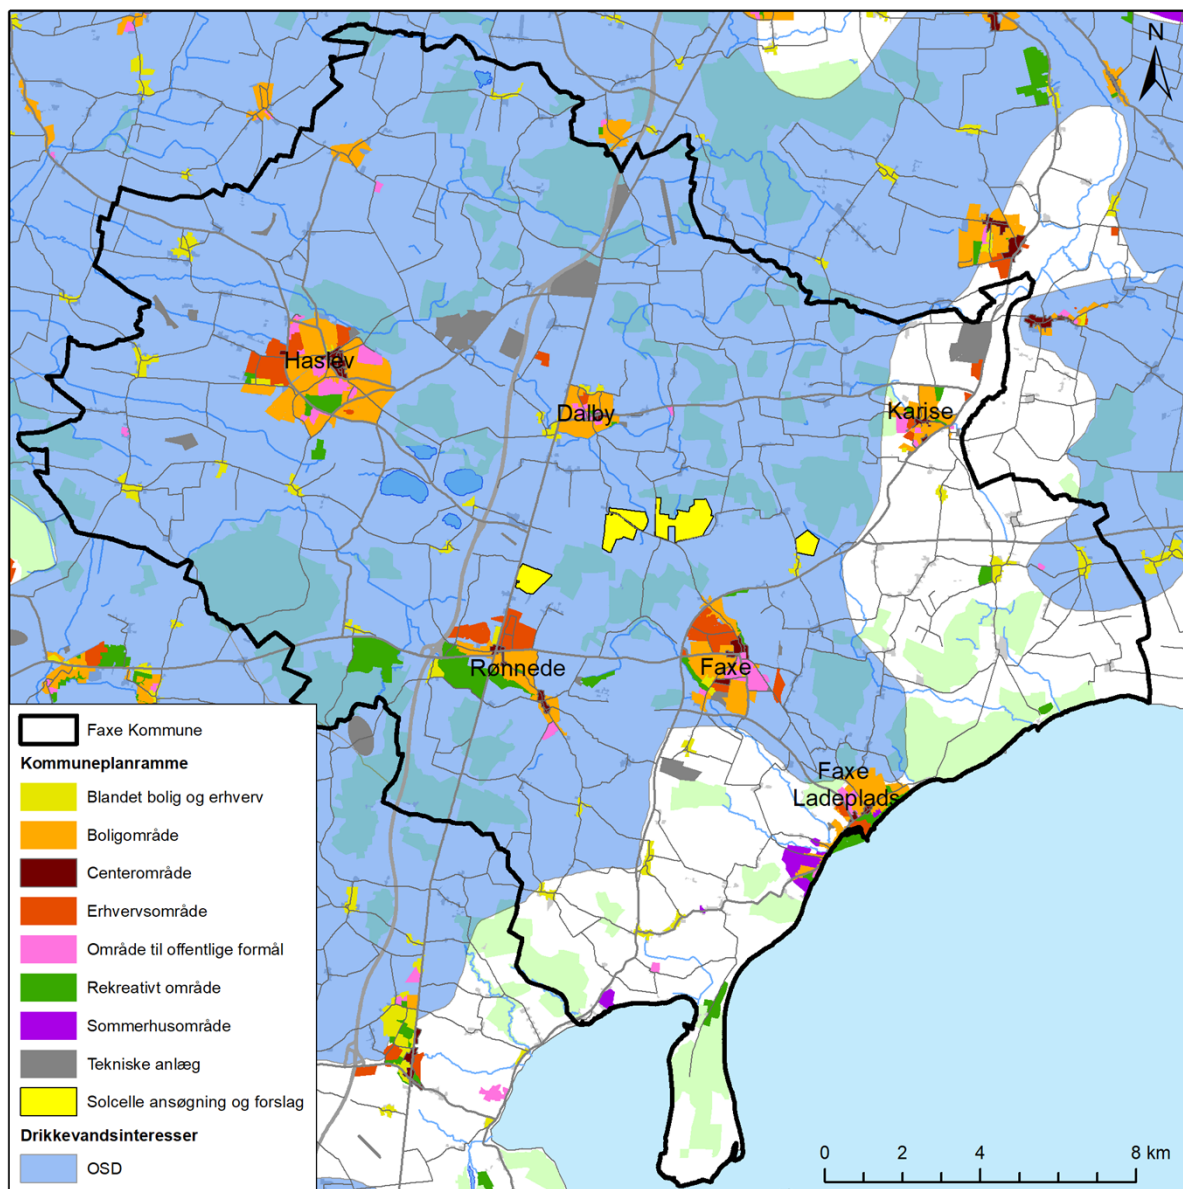 N
Haslev
Dalby
Karise
Rønnede
Faxe
Faxe
Ladeplads
Faxe Kommune
Kommuneplanramme
Blandet bolig og erhverv
Boligområde
Centerområde
Erhvervsområde
Område til offentlige formål
Rekreativt område
Sommerhusområde
Tekniske anlæg
Solcelle ansøgning og forslag
Drikkevandsinteresser
OSD
0 2 4 8 km